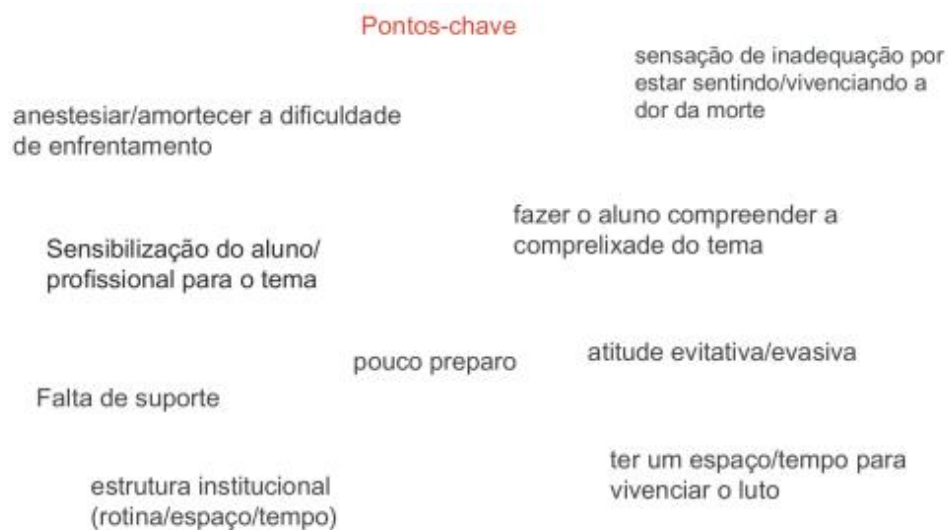 Pontos-chave
sensação de inadequação por
estar sentindo/vivenciando a
dor da morte
anestesiar/amortecer a dificuldade
de enfrentamento
fazer o aluno compreender a
comprelixade do tema
Sensibilização do aluno/
profissional para o tema
pouco preparo
atitude evitativa/evasiva
Falta de suporte
ter um espaço/tempo para
vivenciar o luto
estrutura institucional
(rotina/espaço/tempo)